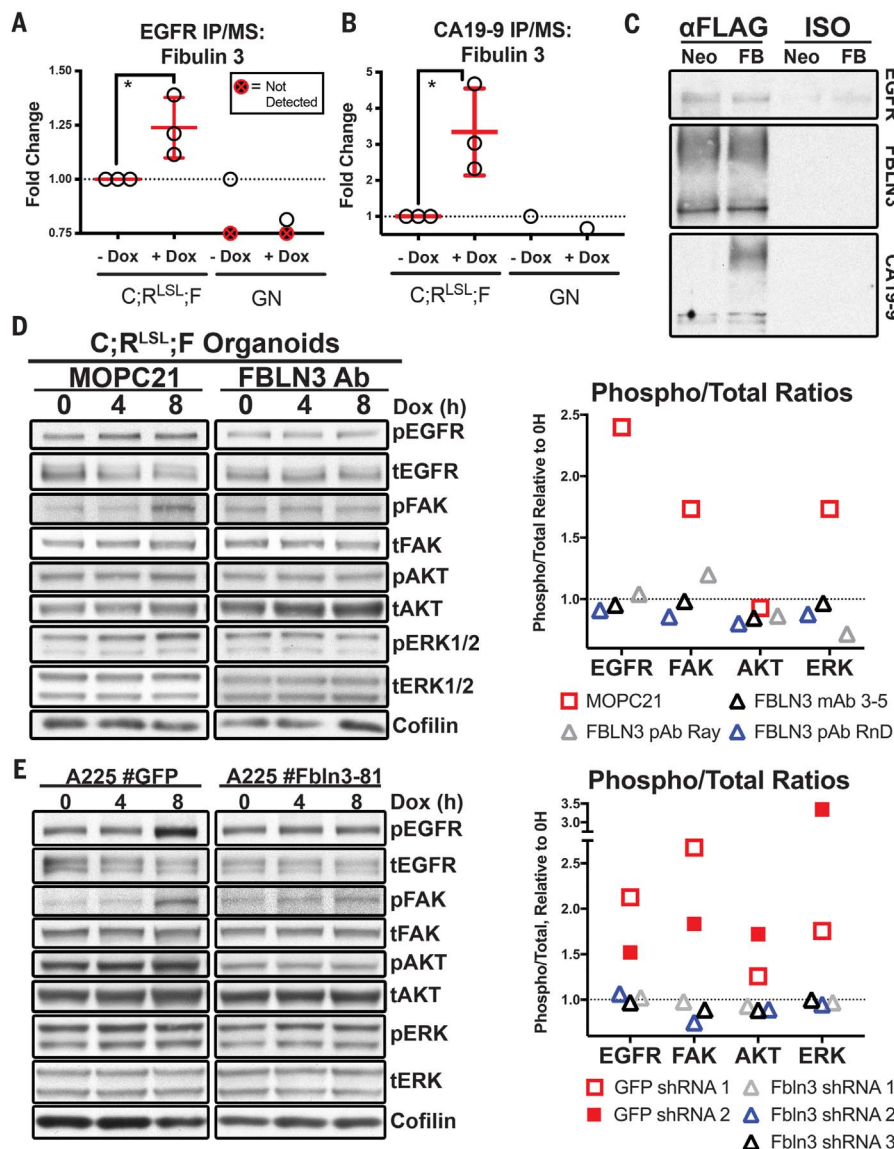 A
EGFR IP/MS:
Fibulin 3
Fold Change
1.50
1.25
1.00
0.75
*
= Not
Detected
- Dox + Dox - Dox + Dox
C;R^LSL;F GN
B
CA19-9 IP/MS:
Fibulin 3
Fold Change
5
4
3
2
1
*
- Dox + Dox - Dox + Dox
C;R^LSL;F GN
C
αFLAG ISO
Neo FB Neo FB
EGFR
FBLN3
CA19-9
D
C;R^LSL;F Organoids
MOPC21 FBLN3 Ab
0 4 8 0 4 8 Dox (h)
pEGFR
tEGFR
pFAK
tFAK
pAKT
tAKT
pERK1/2
tERK1/2
Cofilin
Phospho/Total Ratios
Phospho/Total Relative to 0H
2.5
2.0
1.5
1.0
EGFR FAK AKT ERK
MOPC21 FBLN3 mAb 3-5
FBLN3 pAb Ray FBLN3 pAb RnD
E
A225 #GFP A225 #Fbln3-81
0 4 8 0 4 8 Dox (h)
pEGFR
tEGFR
pFAK
tFAK
pAKT
tAKT
pERK
tERK
Cofilin
Phospho/Total Ratios
Phospho/Total, Relative to 0H
3.5
3.0
2.5
2.0
1.5
1.0
EGFR FAK AKT ERK
GFP shRNA 1 Fbln3 shRNA 1
GFP shRNA 2 Fbln3 shRNA 2
Fbln3 shRNA 3